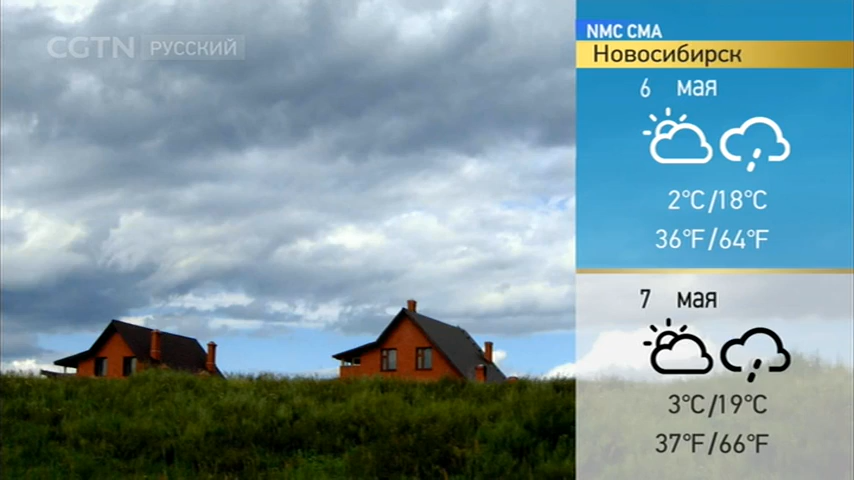 CGTN РУССКИЙ
NMC CMA
Новосибирск
6 мая
2°C/18°C
36°F/64°F
7 мая
3°C/19°C
37°F/66°F